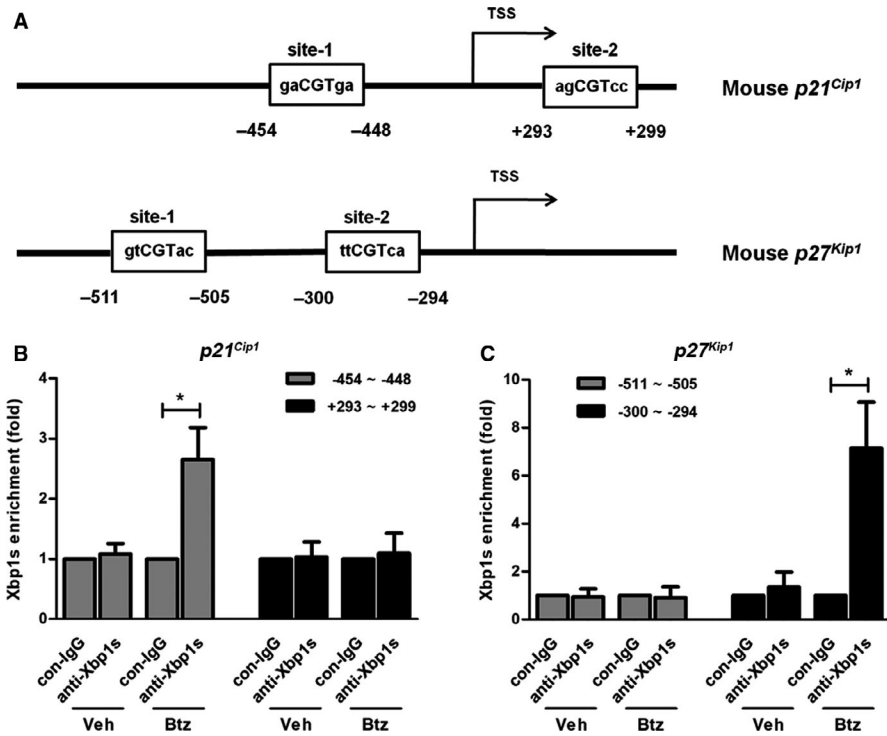 A
TSS
site-1
site-2
gaCGTga
agCGTcc
Mouse p21Cip1
–454
–448
+293
+299
TSS
site-1
site-2
gtCGTac
ttCGTca
Mouse p27Kip1
–511
–505
–300
–294
B
p21Cip1
Xbp1s enrichment (fold)
4
3
2
1
0
-454 ~ -448
+293 ~ +299
*
con-IgG
anti-Xbp1s
con-IgG
anti-Xbp1s
con-IgG
anti-Xbp1s
con-IgG
anti-Xbp1s
Veh
Btz
Veh
Btz
C
p27Kip1
Xbp1s enrichment (fold)
10
8
6
4
2
0
-511 ~ -505
-300 ~ -294
*
con-IgG
anti-Xbp1s
con-IgG
anti-Xbp1s
con-IgG
anti-Xbp1s
con-IgG
anti-Xbp1s
Veh
Btz
Veh
Btz